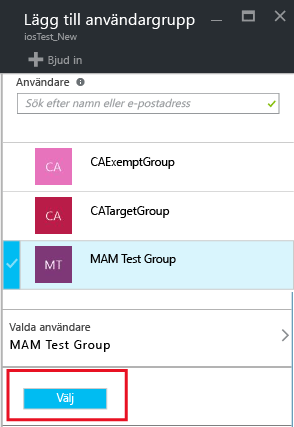 Lägg till användargrupp
iosTest_New
Bjud in
Användare
Sök efter namn eller e-postadress
CA CAExemptGroup
CA CATargetGroup
MT MAM Test Group
Valda användare
MAM Test Group
Välj